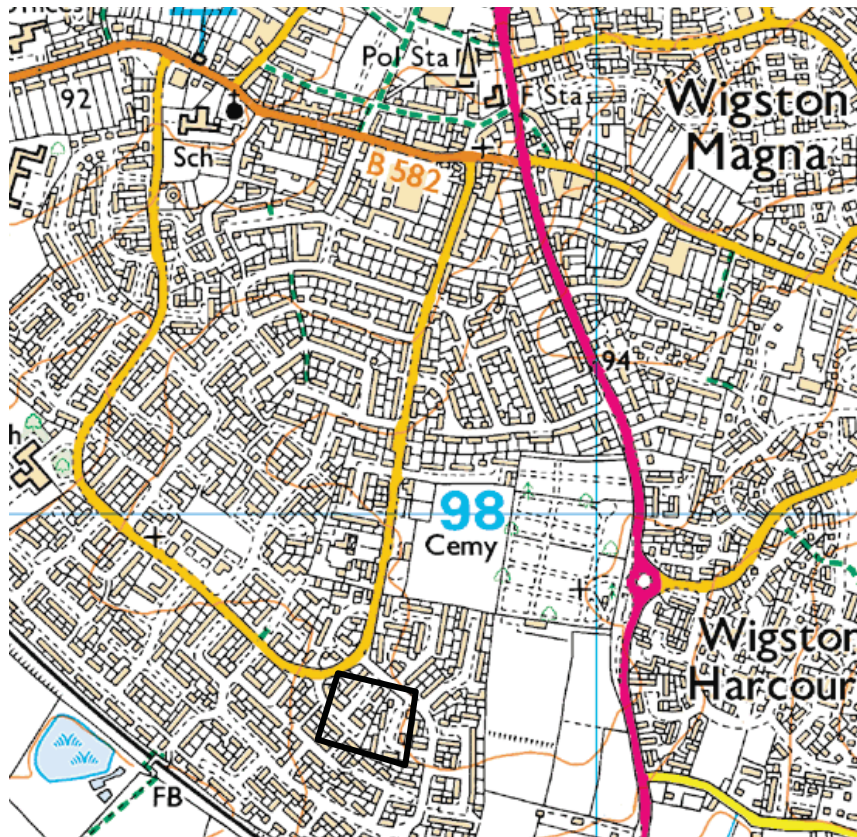 Pol Sta
92
F Sta
Wigston
Magna
Sch
B 582
94
98
Cemy
Wigston
Harcour
FB